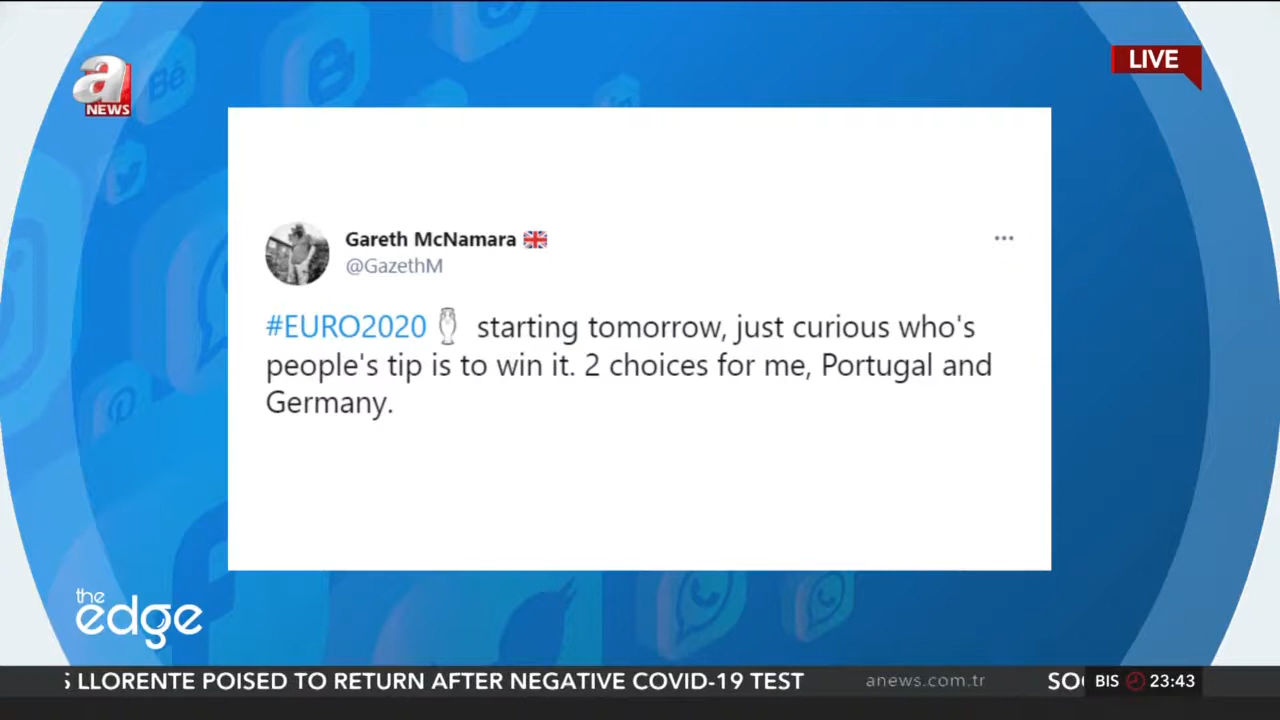 a
NEWS
LIVE
Gareth McNamara
@GazethM
#EURO2020 starting tomorrow, just curious who's
people's tip is to win it. 2 choices for me, Portugal and
Germany.
the
edge
LLORENTE POISED TO RETURN AFTER NEGATIVE COVID-19 TEST
anews.com.tr
BIS 23:43